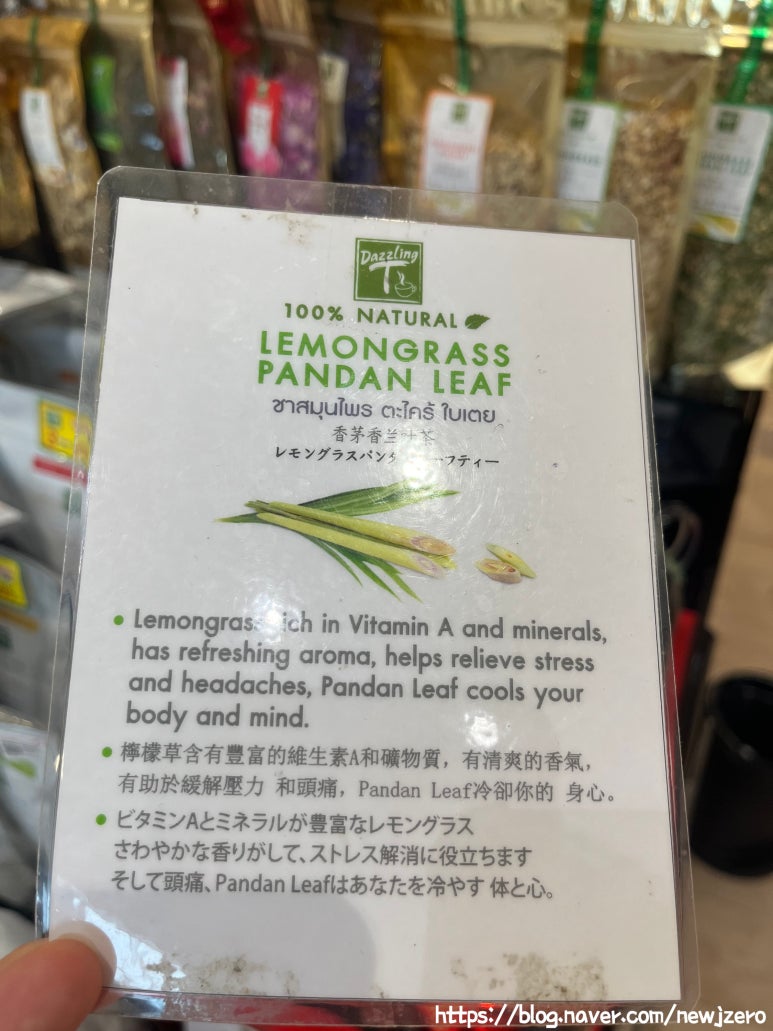 Dazzling
T
100% NATURAL
LEMONGRASS
PANDAN LEAF
ชาสมุนไพร ตะไคร้ ใบเตย
香茅香兰叶茶
レモングラスパン ーフティー
• Lemongrass rich in Vitamin A and minerals,
has refreshing aroma, helps relieve stress
and headaches, Pandan Leaf cools your
body and mind.
• 檸檬草含有豐富的維生素A和礦物質，有清爽的香氣，
有助於緩解壓力 和頭痛，Pandan Leaf冷卻你的 身心。
• ビタミンAとミネラルが豊富なレモングラス
さわやかな香りがして、ストレス解消に役立ちます
そして頭痛、Pandan Leafはあなたを冷やす 体と心。
https://blog.naver.com/newjzero